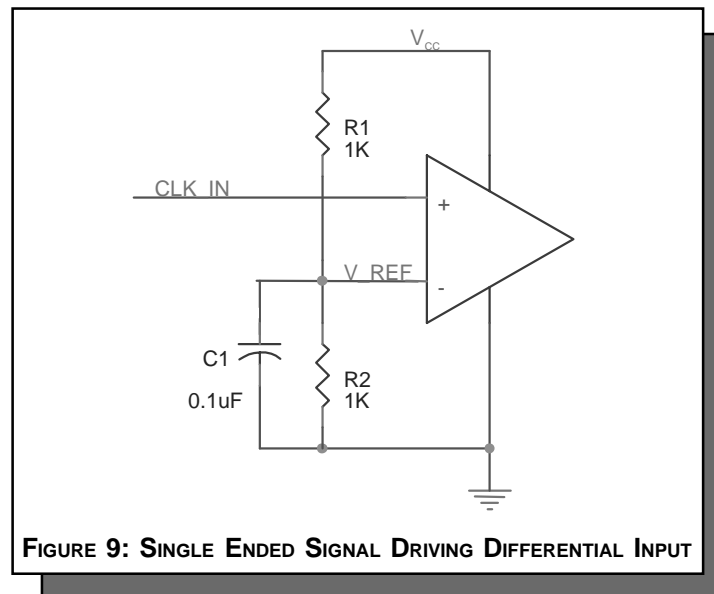 Vcc
R1
1K
CLK_IN
+
V_REF
-
C1
0.1uF
R2
1K
FIGURE 9: SINGLE ENDED SIGNAL DRIVING DIFFERENTIAL INPUT